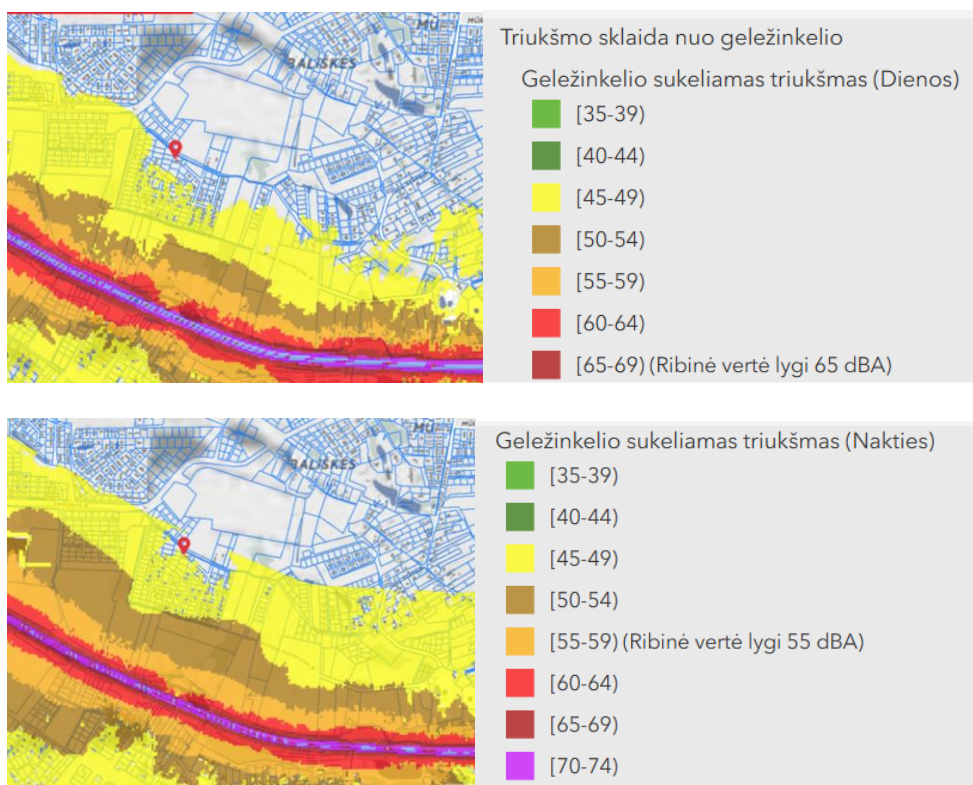 MŪ-
BALIŠKĖS
Triukšmo sklaida nuo geležinkelio
Geležinkelio sukeliamas triukšmas (Dienos)
[35-39)
[40-44)
[45-49)
[50-54)
[55-59)
[60-64)
[65-69) (Ribinė vertė lygi 65 dBA)
MŪ-
BALIŠKĖS
Geležinkelio sukeliamas triukšmas (Nakties)
[35-39)
[40-44)
[45-49)
[50-54)
[55-59) (Ribinė vertė lygi 55 dBA)
[60-64)
[65-69)
[70-74)